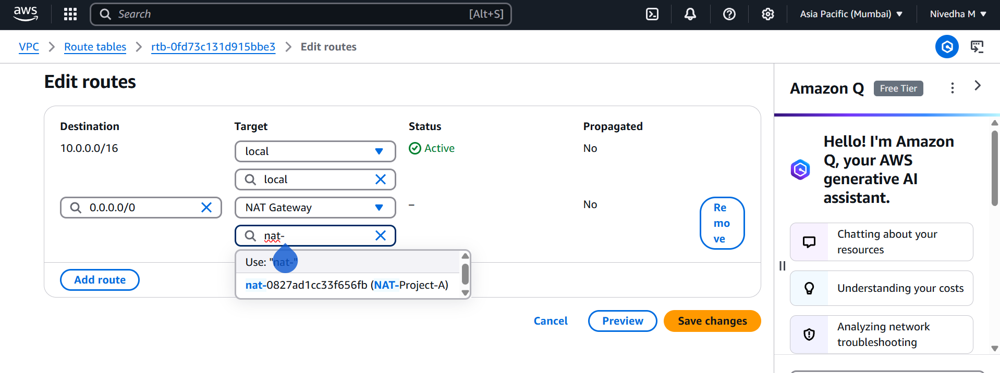 aws
Search
[Alt+S]
Asia Pacific (Mumbai)
Nivedha M
VPC
Route tables
rtb-0fd73c131d915bbe3
Edit routes
Edit routes
Destination
Target
Status
Propagated
10.0.0.0/16
local
Active
No
local
0.0.0.0/0
NAT Gateway
–
No
Re
mo
ve
nat-
Use: "nat-"
nat-0827ad1cc33f656fb (NAT-Project-A)
Add route
Cancel
Preview
Save changes
Amazon Q
Free Tier
Hello! I'm Amazon
Q, your AWS
generative AI
assistant.
Chatting about your
resources
Understanding your costs
Analyzing network
troubleshooting